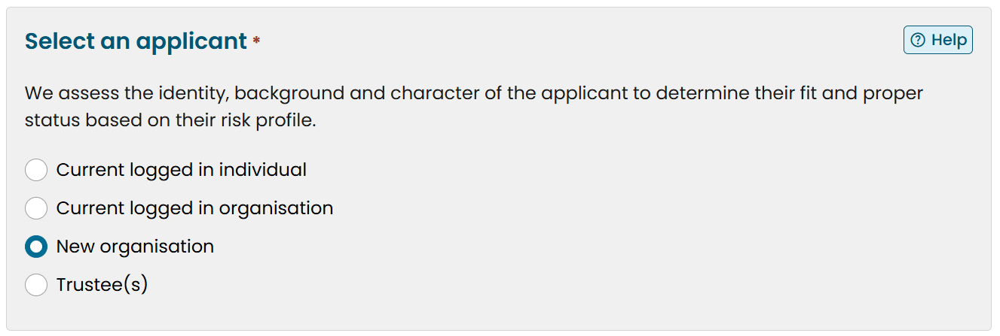 Select an applicant *
Help
We assess the identity, background and character of the applicant to determine their fit and proper
status based on their risk profile.
Current logged in individual
Current logged in organisation
New organisation
Trustee(s)